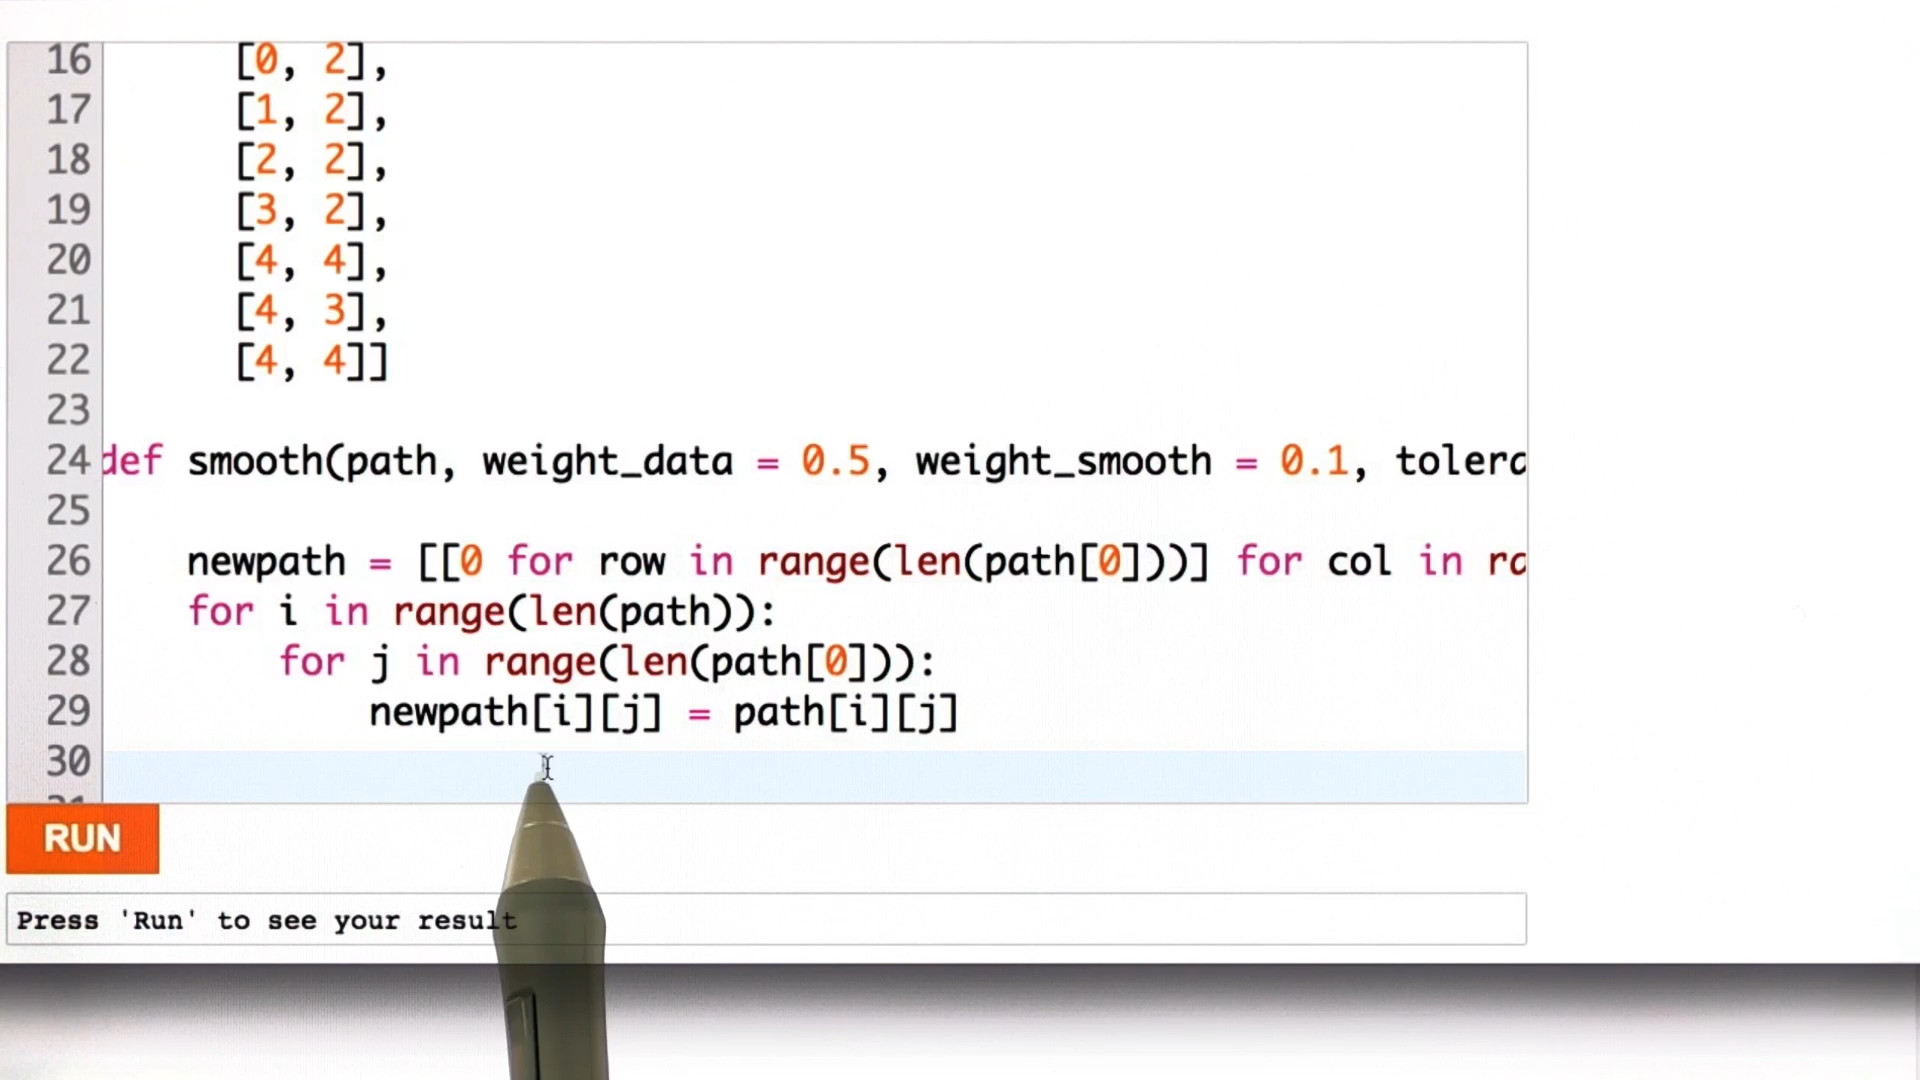 16 [0, 2],
17 [1, 2],
18 [2, 2],
19 [3, 2],
20 [4, 4],
21 [4, 3],
22 [4, 4]]
23
24 def smooth(path, weight_data = 0.5, weight_smooth = 0.1,
25
26 newpath = [[0 for row in range(len(path[0]))] for col in
27 for i in range(len(path)):
28 for j in range(len(path[0])):
29 newpath[i][j] = path[i][j]
30
RUN
Press 'Run' to see your result